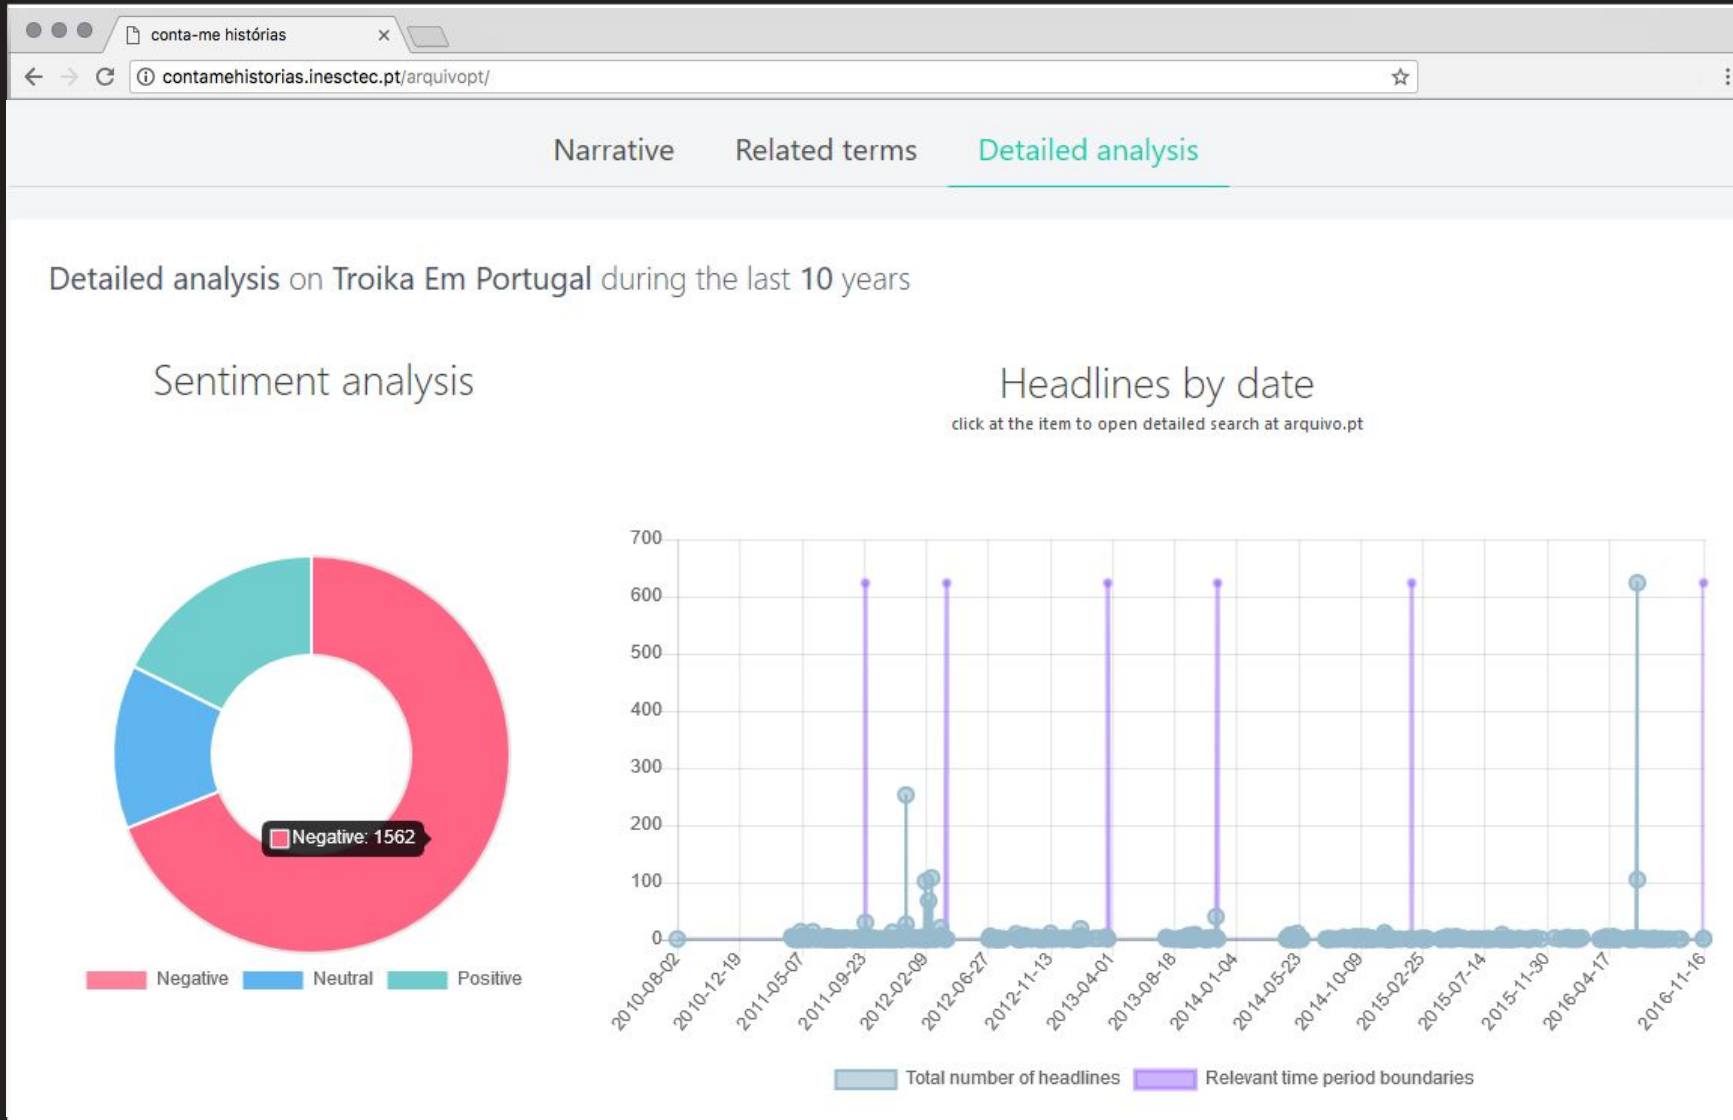 conta-me histórias
contamehistorias.inesctec.pt/arquivopt/
Narrative Related terms Detailed analysis
Detailed analysis on Troika Em Portugal during the last 10 years
Sentiment analysis
Negative: 1562
Negative Neutral Positive
Headlines by date
click at the item to open detailed search at arquivo.pt
700
600
500
400
300
200
100
0
2010-08-02 2010-12-19 2011-05-07 2011-09-23 2012-02-09 2012-06-27 2012-11-13 2013-04-01 2013-08-18 2014-01-04 2014-05-23 2014-10-09 2015-02-25 2015-07-14 2015-11-30 2016-04-17 2016-11-16
Total number of headlines Relevant time period boundaries